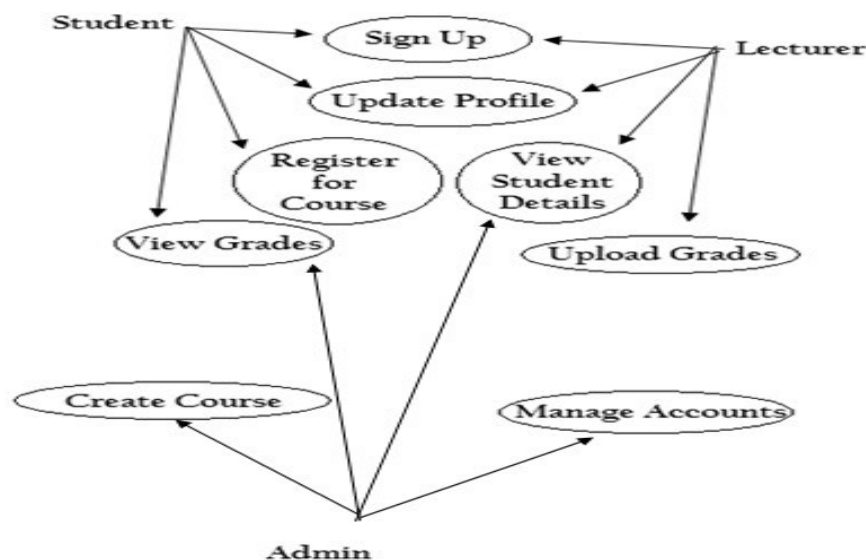 Student
Sign Up
Lecturer
Update Profile
Register
for
Course
View
Student
Details
View Grades
Upload Grades
Create Course
Manage Accounts
Admin